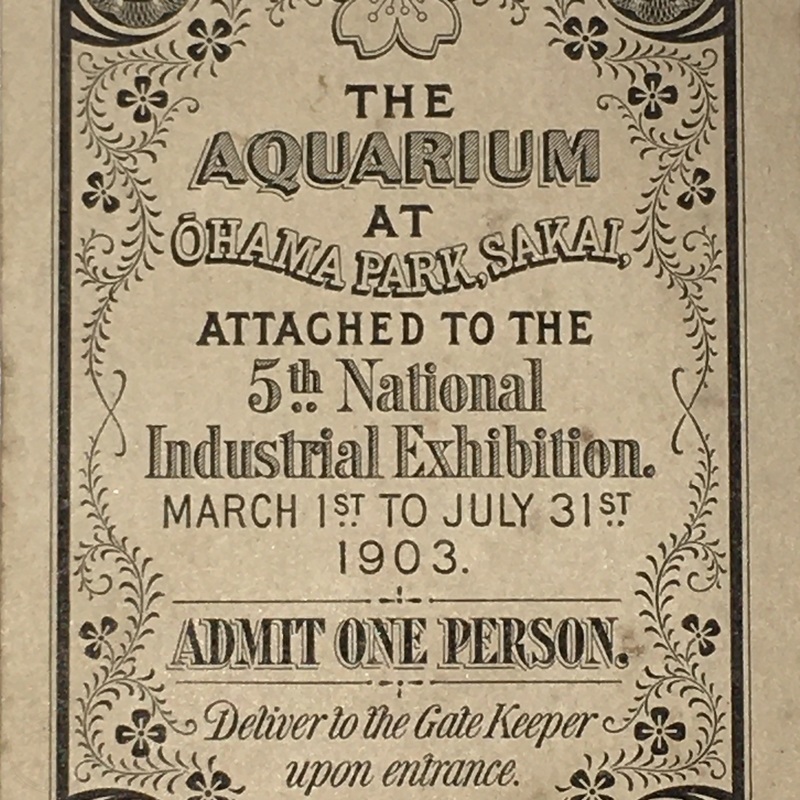 THE
AQUARIUM
AT
ŌHAMA PARK, SAKAI,
ATTACHED TO THE
5th National
Industrial Exhibition.
MARCH 1ST TO JULY 31ST
1903.
ADMIT ONE PERSON.
Deliver to the Gate Keeper
upon entrance.